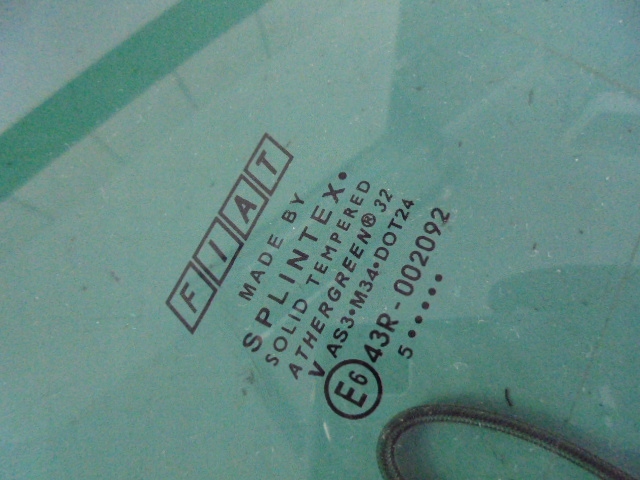 FIAT
MADE BY
SPLINTEX•
SOLID TEMPERED
ATHERGREEN® 32
V AS3•M34•DOT24
E6 43R-002092
5•••••